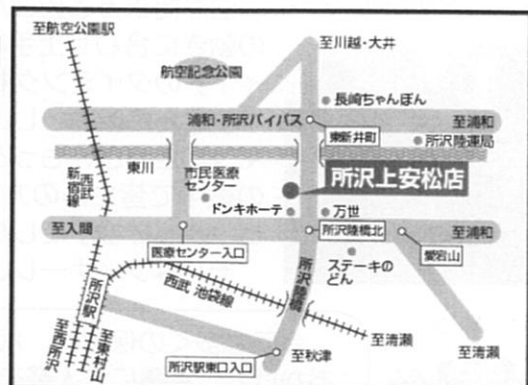 至航空公園駅
至川越・大井
航空記念公園
長崎ちゃんぽん
浦和・所沢バイパス
至浦和
東新井町
所沢陸運局
東川
市民医療
センター
所沢上安松店
西武
新宿線
ドンキホーテ
万世
至入間
至浦和
医療センター入口
所沢陸橋北
愛宕山
ステーキの
どん
所沢陸橋
西武 池袋線
所沢駅
至清瀬
至秋津
至清瀬
所沢駅東口入口
至東村山
至西所沢